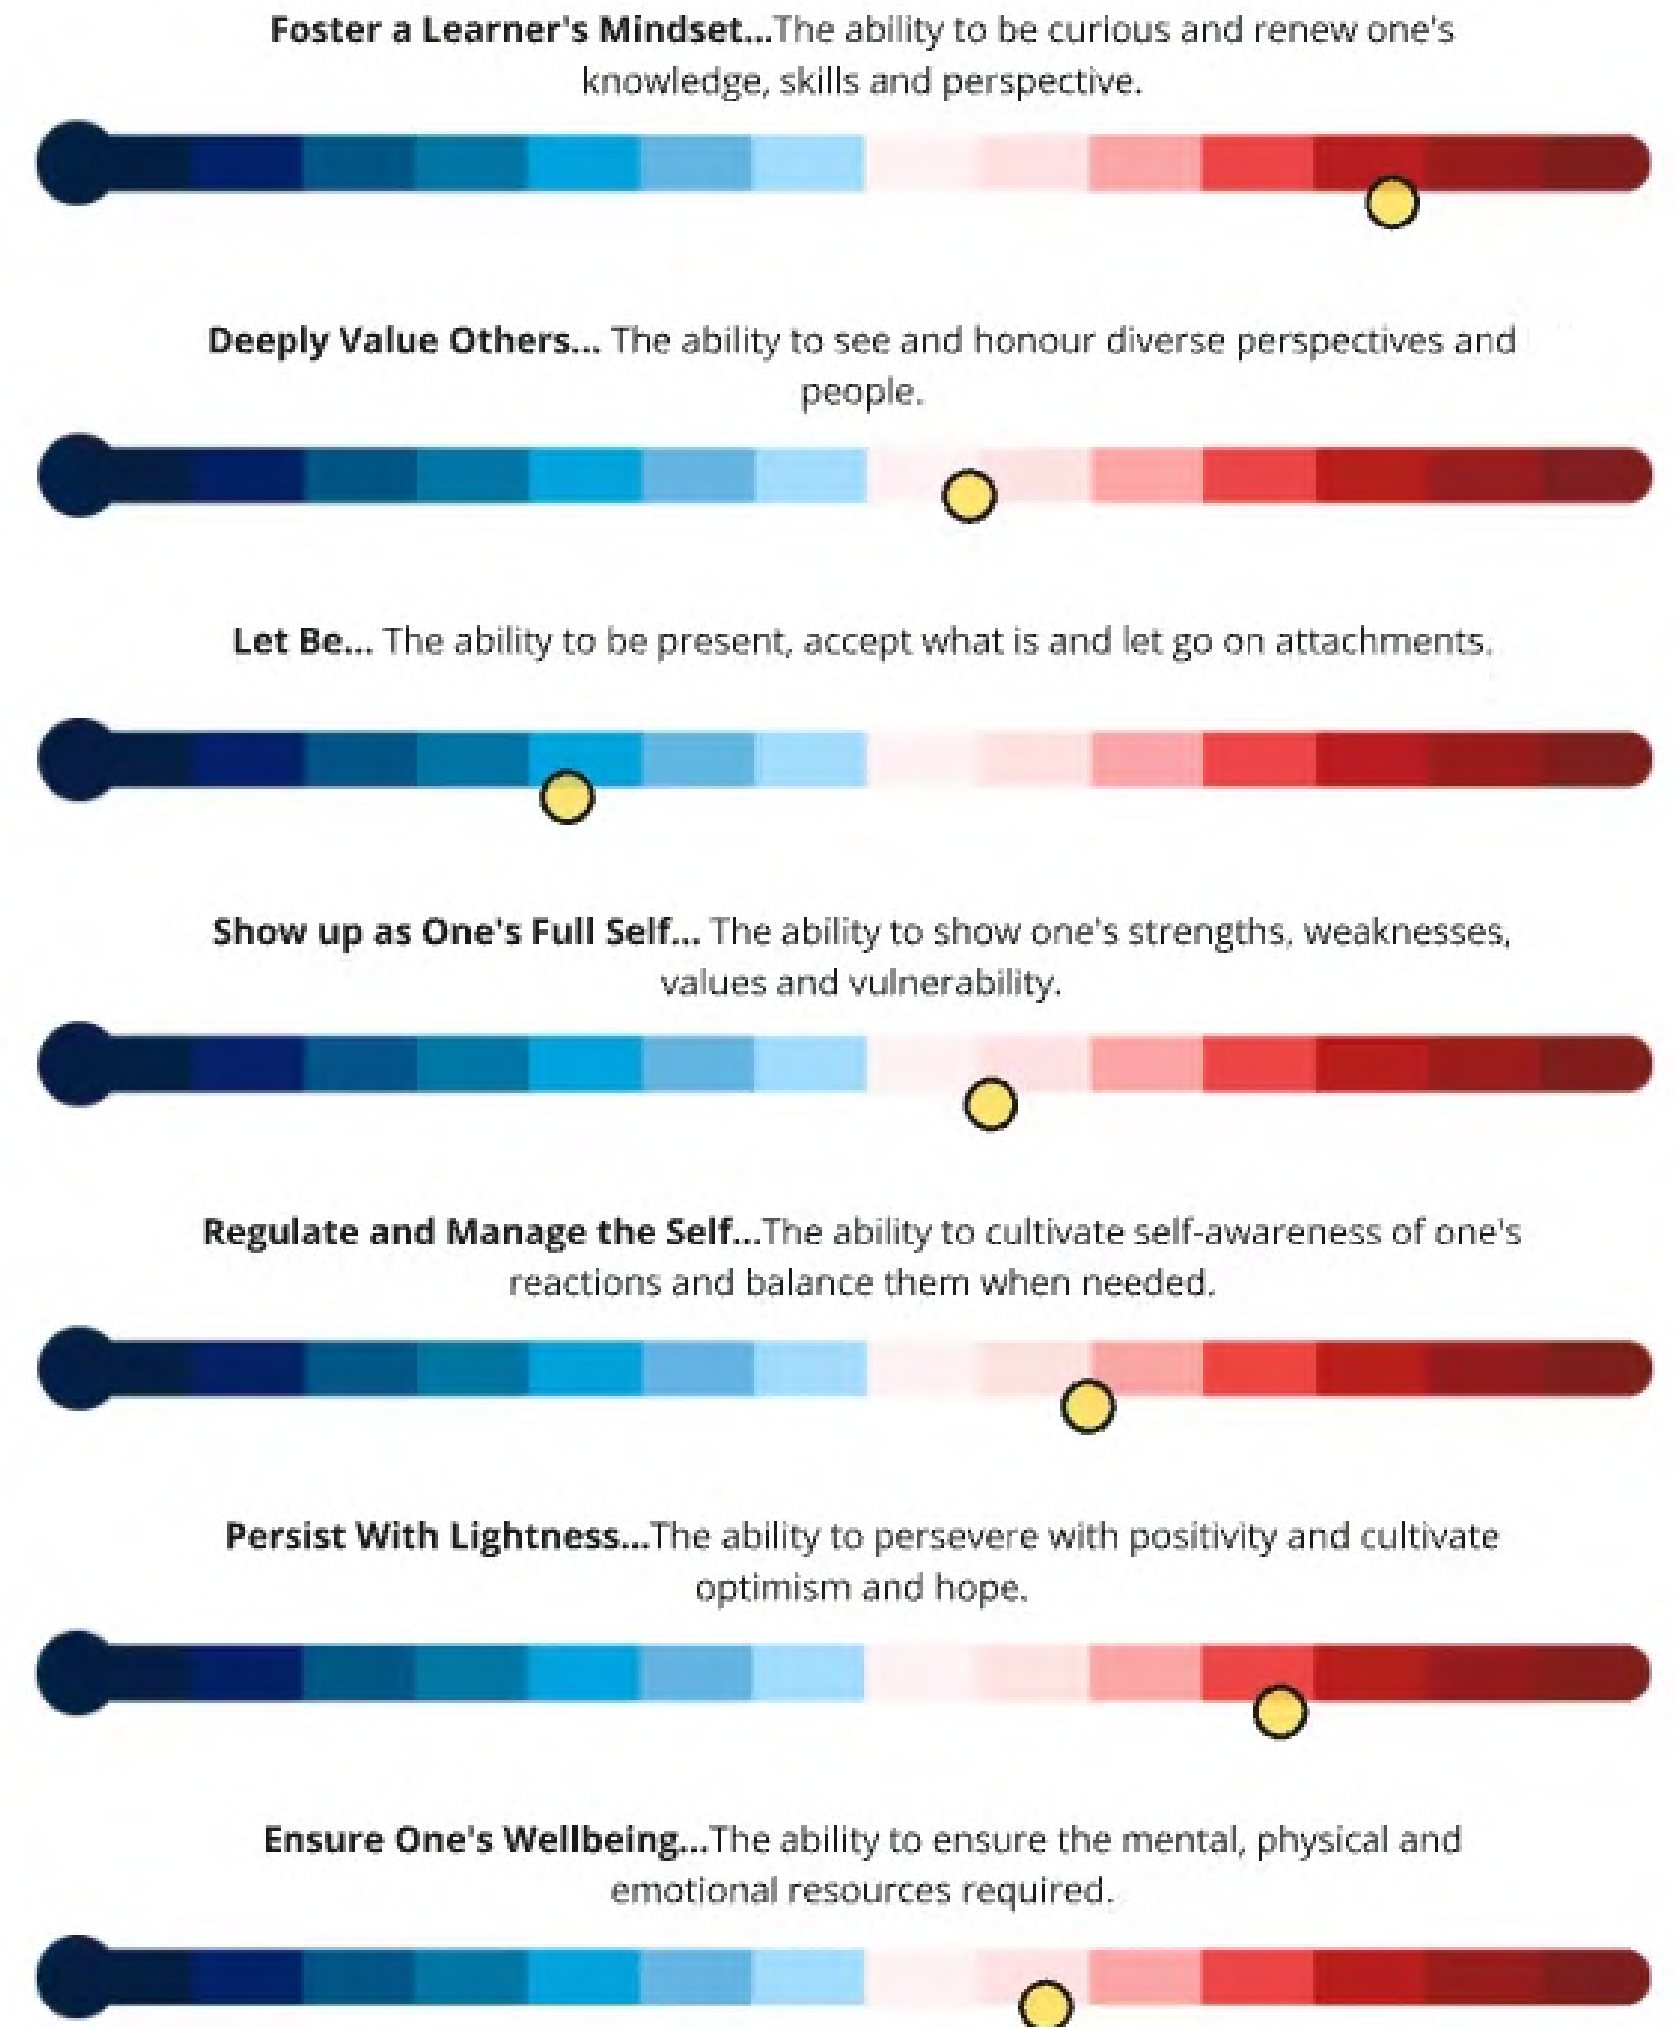 Foster a Learner's Mindset...The ability to be curious and renew one's
knowledge, skills and perspective.
Deeply Value Others... The ability to see and honour diverse perspectives and
people.
Let Be... The ability to be present, accept what is and let go on attachments.
Show up as One's Full Self... The ability to show one's strengths, weaknesses,
values and vulnerability.
Regulate and Manage the Self...The ability to cultivate self-awareness of one's
reactions and balance them when needed.
Persist With Lightness...The ability to persevere with positivity and cultivate
optimism and hope.
Ensure One's Wellbeing...The ability to ensure the mental, physical and
emotional resources required.